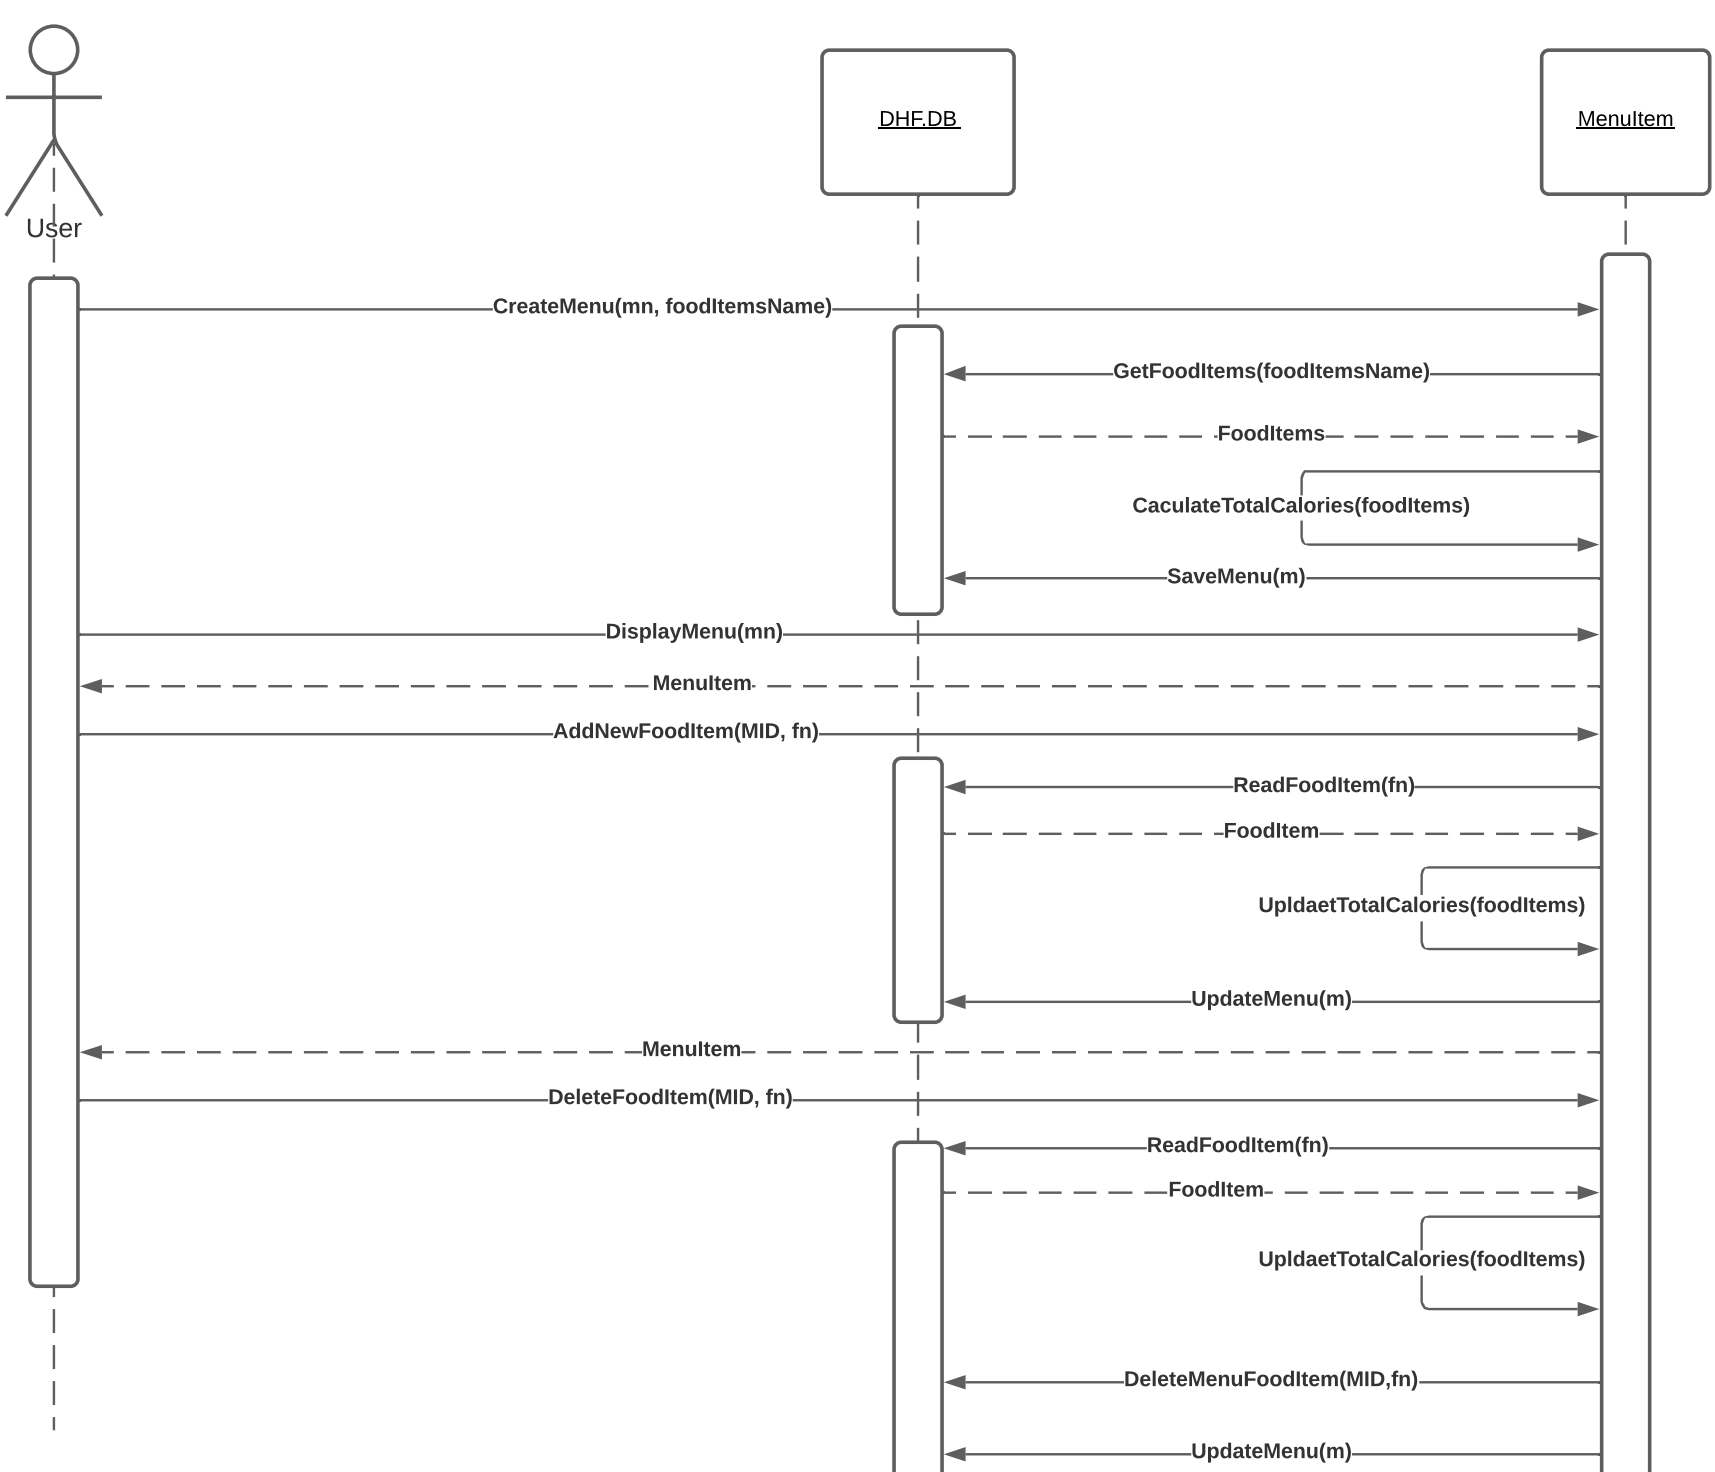 DHF.DB
MenuItem
User
CreateMenu(mn, foodItemsName)
GetFoodItems(foodItemsName)
FoodItems
CaculateTotalCalories(foodItems)
SaveMenu(m)
DisplayMenu(mn)
MenuItem
AddNewFoodItem(MID, fn)
ReadFoodItem(fn)
FoodItem
UpldaetTotalCalories(foodItems)
UpdateMenu(m)
MenuItem
DeleteFoodItem(MID, fn)
ReadFoodItem(fn)
FoodItem
UpldaetTotalCalories(foodItems)
DeleteMenuFoodItem(MID,fn)
UpdateMenu(m)